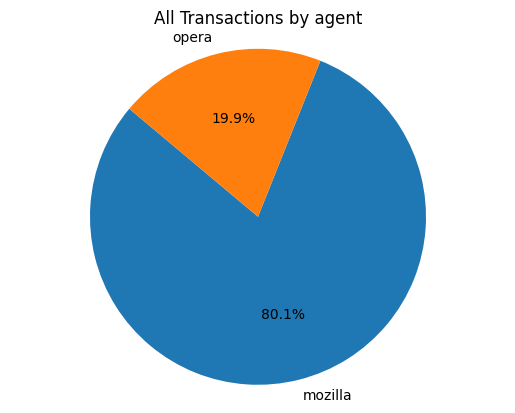 All Transactions by agent
opera
19.9%
80.1%
mozilla